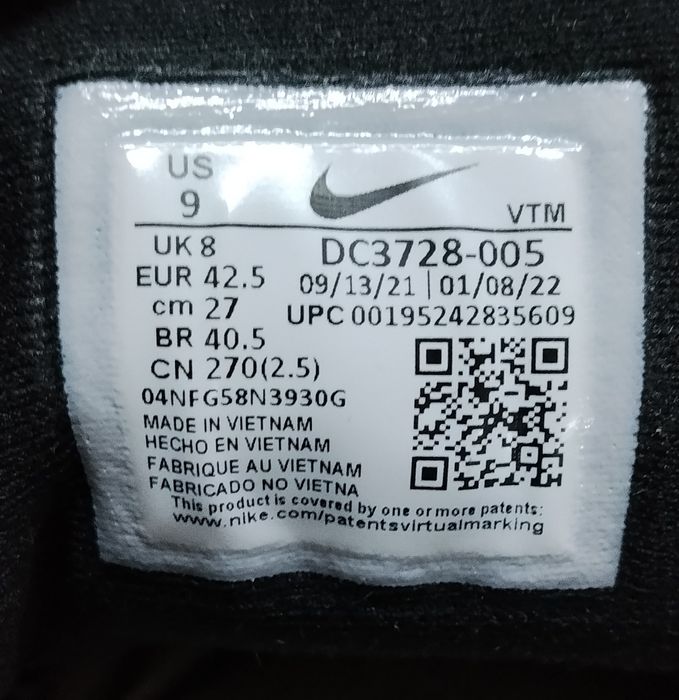 US
9
VTM
UK 8
EUR 42.5
cm 27
BR 40.5
CN 270(2.5)
DC3728-005
09/13/21 | 01/08/22
UPC 00195242835609
04NFG58N3930G
MADE IN VIETNAM
HECHO EN VIETNAM
FABRIQUE AU VIETNAM
FABRICADO NO VIETNA
This product is covered by one or more patents:
www.nike.com/patentsvirtualmarking